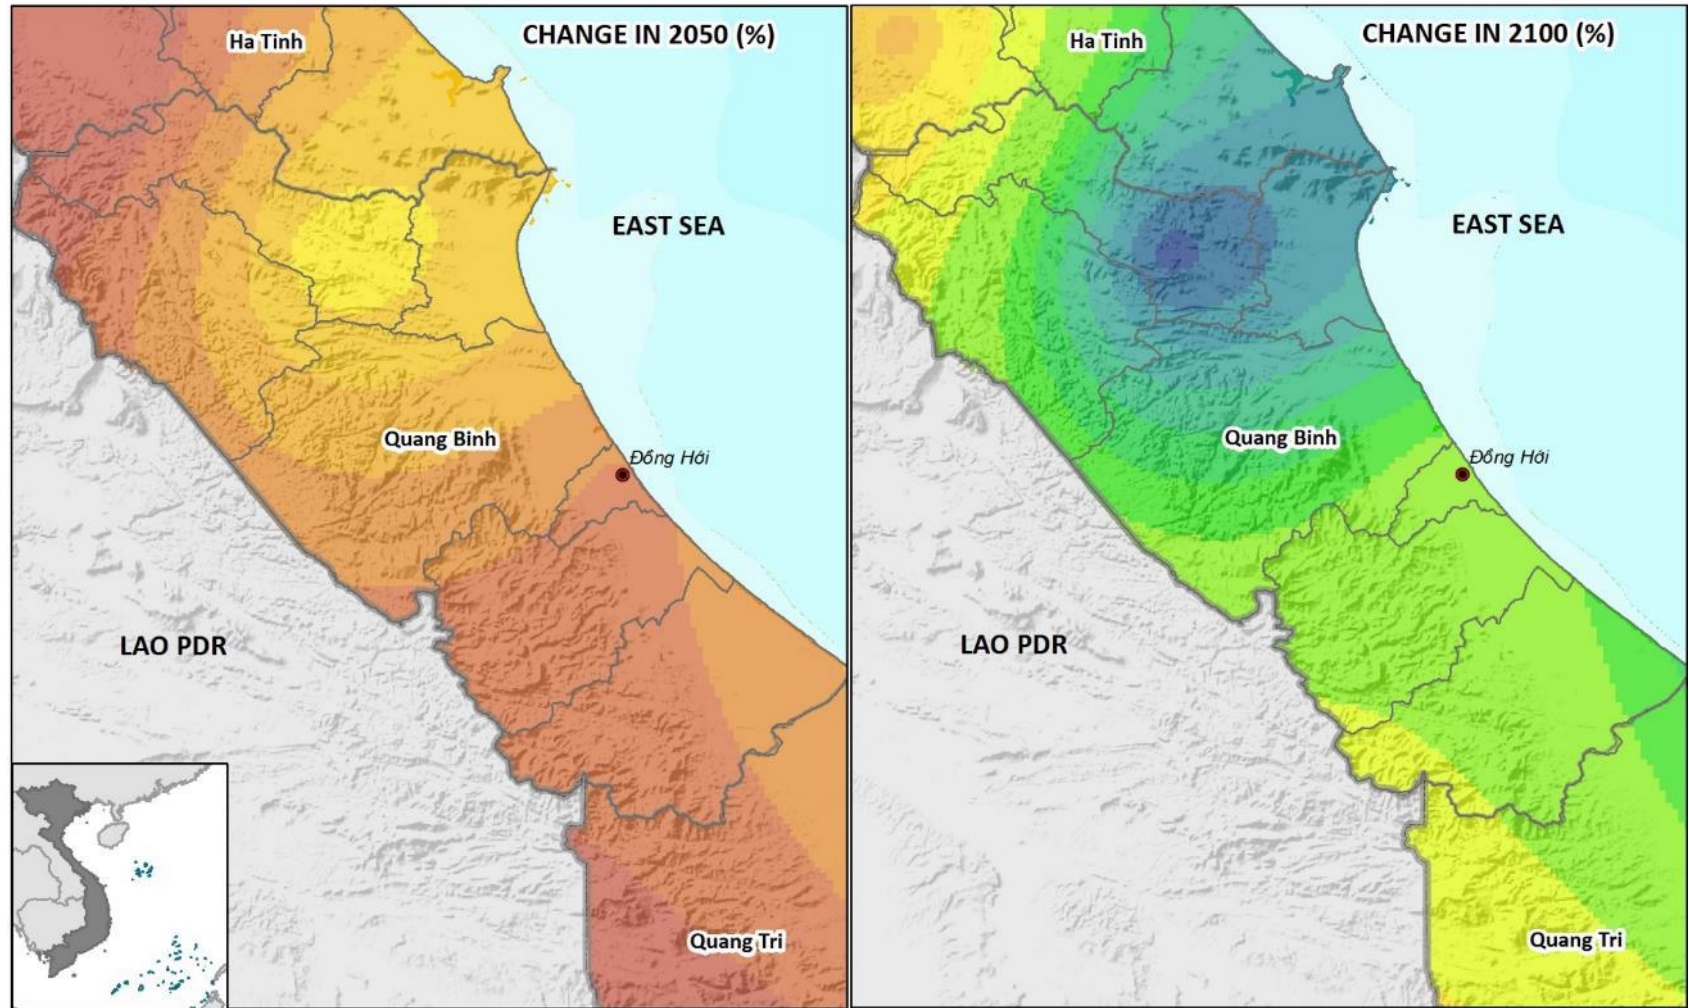 CHANGE IN 2050 (%)
Ha Tinh
EAST SEA
Quang Binh
Đồng Hới
LAO PDR
Quang Tri
CHANGE IN 2100 (%)
Ha Tinh
EAST SEA
Quang Binh
Đồng Hới
LAO PDR
Quang Tri